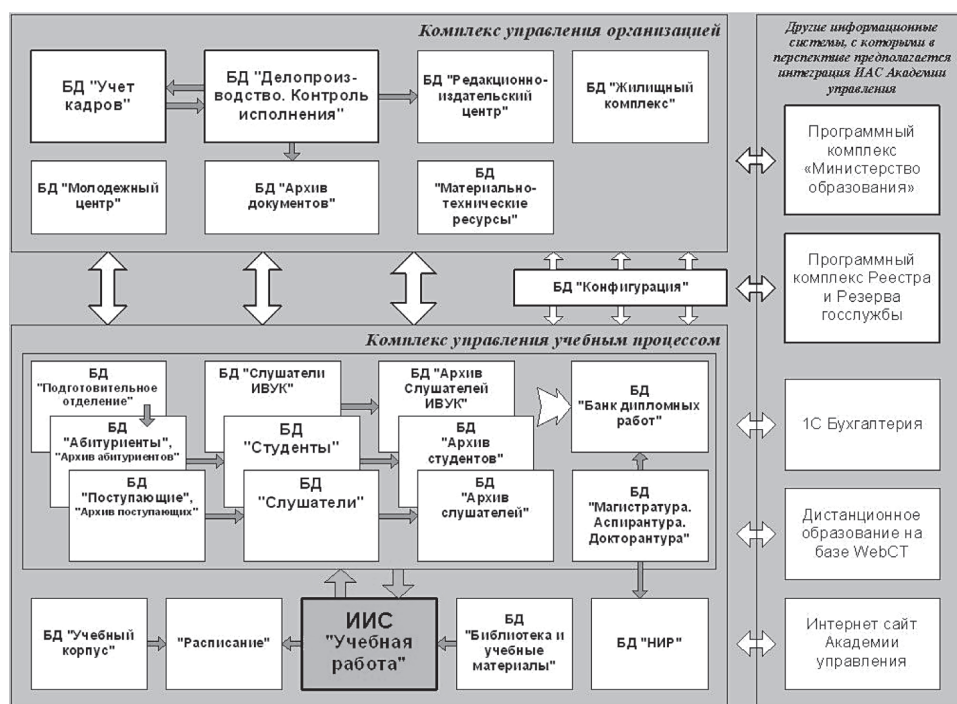 Комплекс управления организацией
БД "Учет
кадров"
БД "Делопроиз-
водство. Контроль
исполнения"
БД "Редакционно-
издательский
центр"
БД "Жилищный
комплекс"
БД "Молодежный
центр"
БД "Архив
документов"
БД
"Материально-
технические
ресурсы"
БД "Конфигурация"
Комплекс управления учебным процессом
БД
"Подготовительное
отделение"
БД "Слушатели
ИВУК"
БД "Архив
Слушателей
ИВУК"
БД
"Банк дипломных
работ"
БД
"Абитуриенты",
"Архив абитуриентов"
БД
"Студенты"
БД
"Архив
студентов"
БД
"Поступающие",
"Архив поступающих"
БД
"Слушатели"
БД
"Архив
слушателей"
БД
"Магистратура.
Аспирантура.
Докторантура"
БД "Учебный
корпус"
"Расписание"
ИИС
"Учебная
работа"
БД
"Библиотека и
учебные
материалы"
БД "НИР"
Другие информационные
системы, с которыми в
перспективе предполагается
интеграция ИАС Академии
управления
Программный
комплекс
«Министерство
образования»
Программный
комплекс Реестра
и Резерва
госслужбы
1С Бухгалтерия
Дистанционное
образование на
базе WebCT
Интернет сайт
Академии
управления